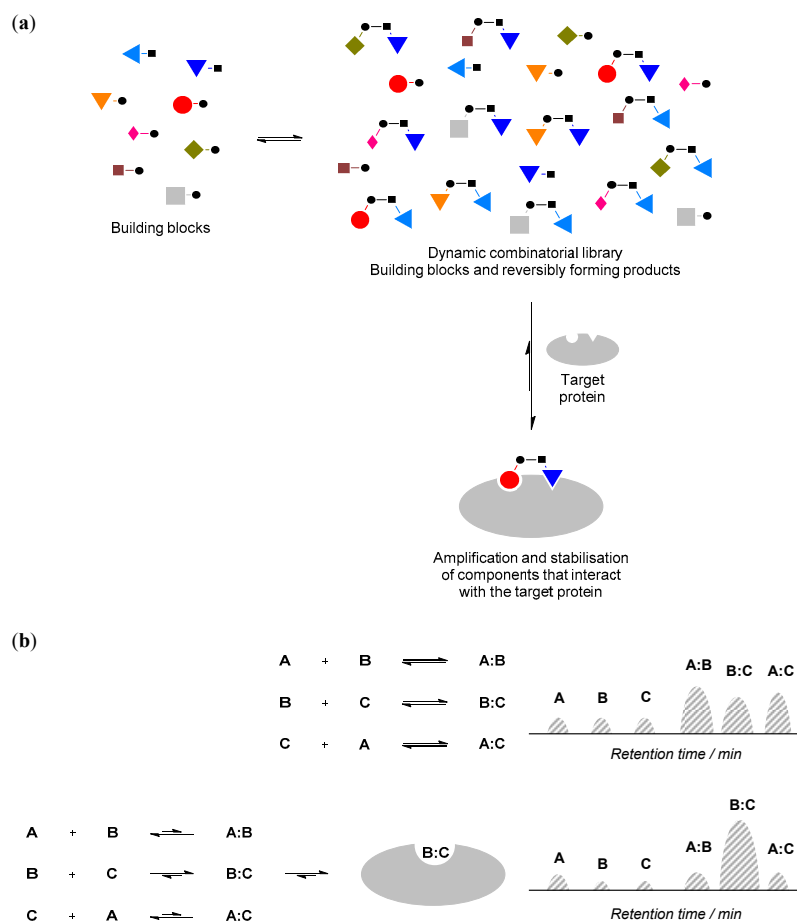 (a)
Building blocks
Dynamic combinatorial library
Building blocks and reversibly forming products
Target
protein
Amplification and stabilisation
of components that interact
with the target protein
(b)
A + B A:B
B + C B:C
C + A A:C
A B C A:B B:C A:C
Retention time / min
A + B A:B
B + C B:C B:C
C + A A:C
A B C A:B B:C A:C
Retention time / min